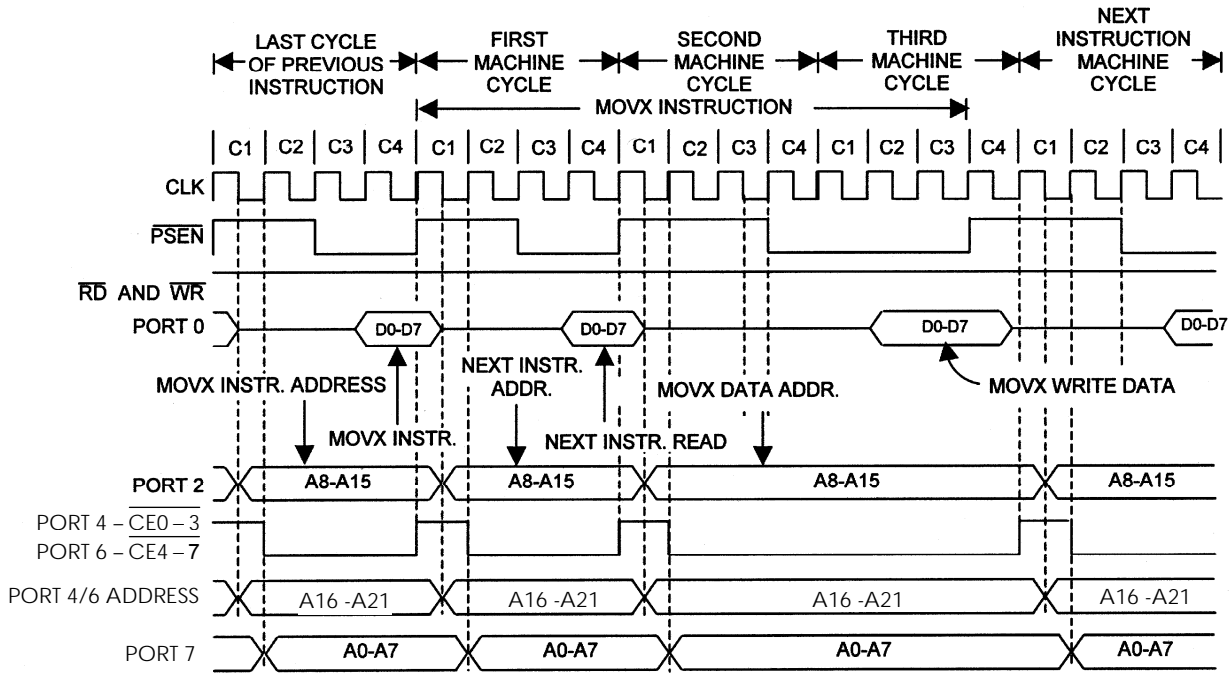 LAST CYCLE
OF PREVIOUS
INSTRUCTION
FIRST
MACHINE
CYCLE
SECOND
MACHINE
CYCLE
THIRD
MACHINE
CYCLE
NEXT
INSTRUCTION
MACHINE
CYCLE
MOVX INSTRUCTION
C1 C2 C3 C4 C1 C2 C3 C4 C1 C2 C3 C4 C1 C2 C3 C4 C1 C2 C3 C4
CLK
PSEN
RD AND WR
PORT 0 D0-D7 D0-D7 D0-D7 D0-D7
MOVX INSTR. ADDRESS
NEXT INSTR.
ADDR.
MOVX DATA ADDR.
MOVX WRITE DATA
MOVX INSTR.
NEXT INSTR. READ
PORT 2 A8-A15 A8-A15 A8-A15 A8-A15
PORT 4 – CE0 – 3
PORT 6 – CE4 – 7
PORT 4/6 ADDRESS A16 -A21 A16 -A21 A16 -A21 A16 -A21
PORT 7 A0-A7 A0-A7 A0-A7 A0-A7